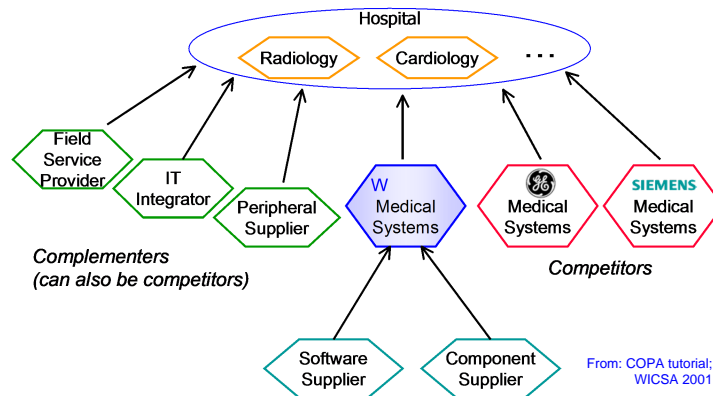 Hospital
Radiology
Cardiology
...
Field
Service
Provider
IT
Integrator
Peripheral
Supplier
W
Medical
Systems
GE
Medical
Systems
SIEMENS
Medical
Systems
Complementers
(can also be competitors)
Competitors
Software
Supplier
Component
Supplier
From: COPA tutorial;
WICSA 2001